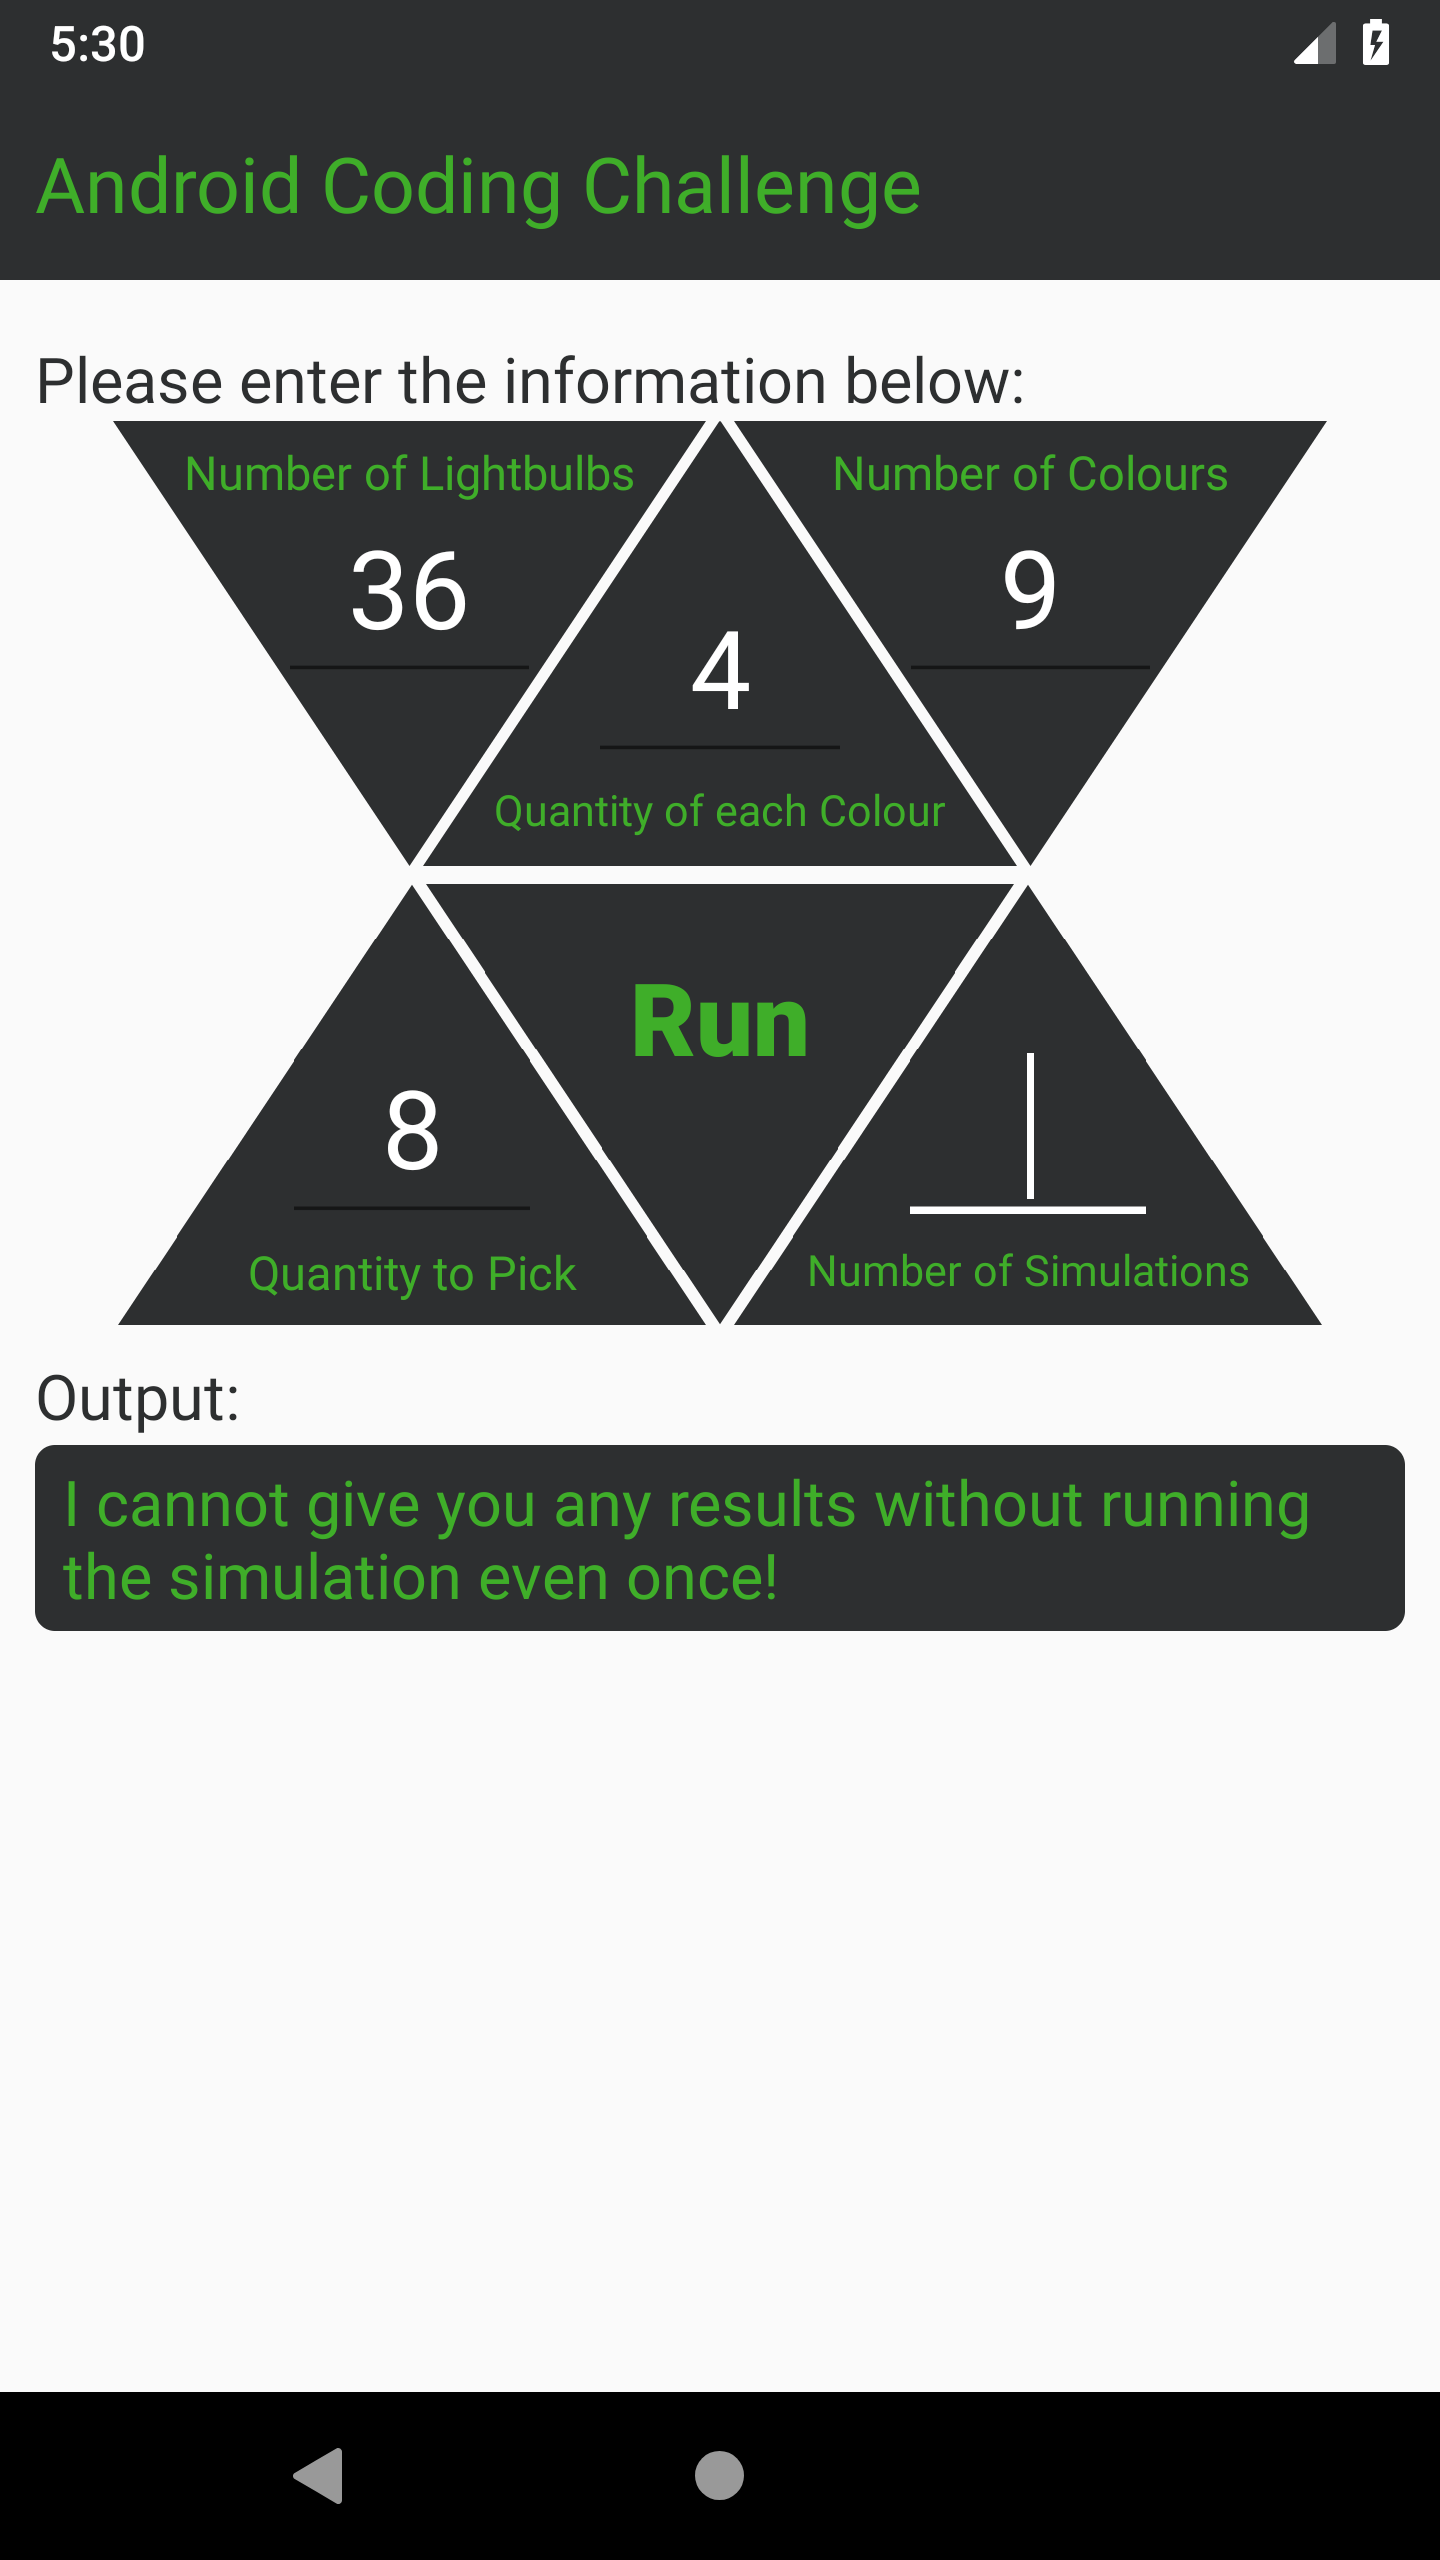 5:30
Android Coding Challenge
Please enter the information below:
Number of Lightbulbs
36
Number of Colours
9
4
Quantity of each Colour
Run
8
Quantity to Pick
Number of Simulations
Output:
I cannot give you any results without running
the simulation even once!